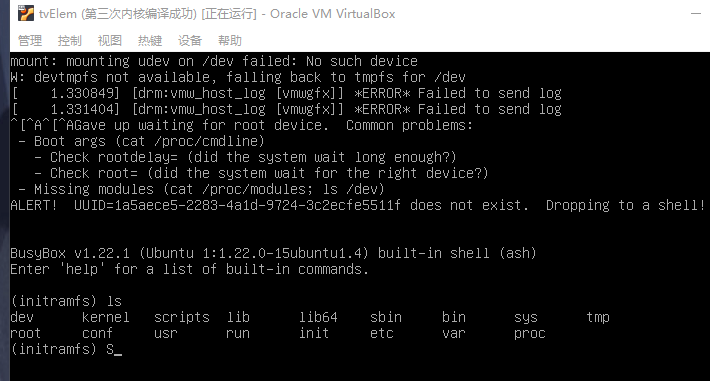 tvElem (第三次内核编译成功) [正在运行] - Oracle VM VirtualBox
管理 控制 视图 热键 设备 帮助
mount: mounting udev on /dev failed: No such device
W: devtmpfs not available, falling back to tmpfs for /dev
[    1.330849] [drm:vmw_host_log [vmwgfx]] *ERROR* Failed to send log
[    1.331404] [drm:vmw_host_log [vmwgfx]] *ERROR* Failed to send log
^[^A^[^AGave up waiting for root device.  Common problems:
 - Boot args (cat /proc/cmdline)
   - Check rootdelay= (did the system wait long enough?)
   - Check root= (did the system wait for the right device?)
 - Missing modules (cat /proc/modules; ls /dev)
ALERT!  UUID=1a5aece5-2283-4a1d-9724-3c2ecfe5511f does not exist.  Dropping to a shell!
BusyBox v1.22.1 (Ubuntu 1:1.22.0-15ubuntu1.4) built-in shell (ash)
Enter 'help' for a list of built-in commands.
(initramfs) ls
dev      kernel   scripts  lib      lib64    sbin     bin      sys      tmp
root     conf     usr      run      init     etc      var      proc
(initramfs) S_